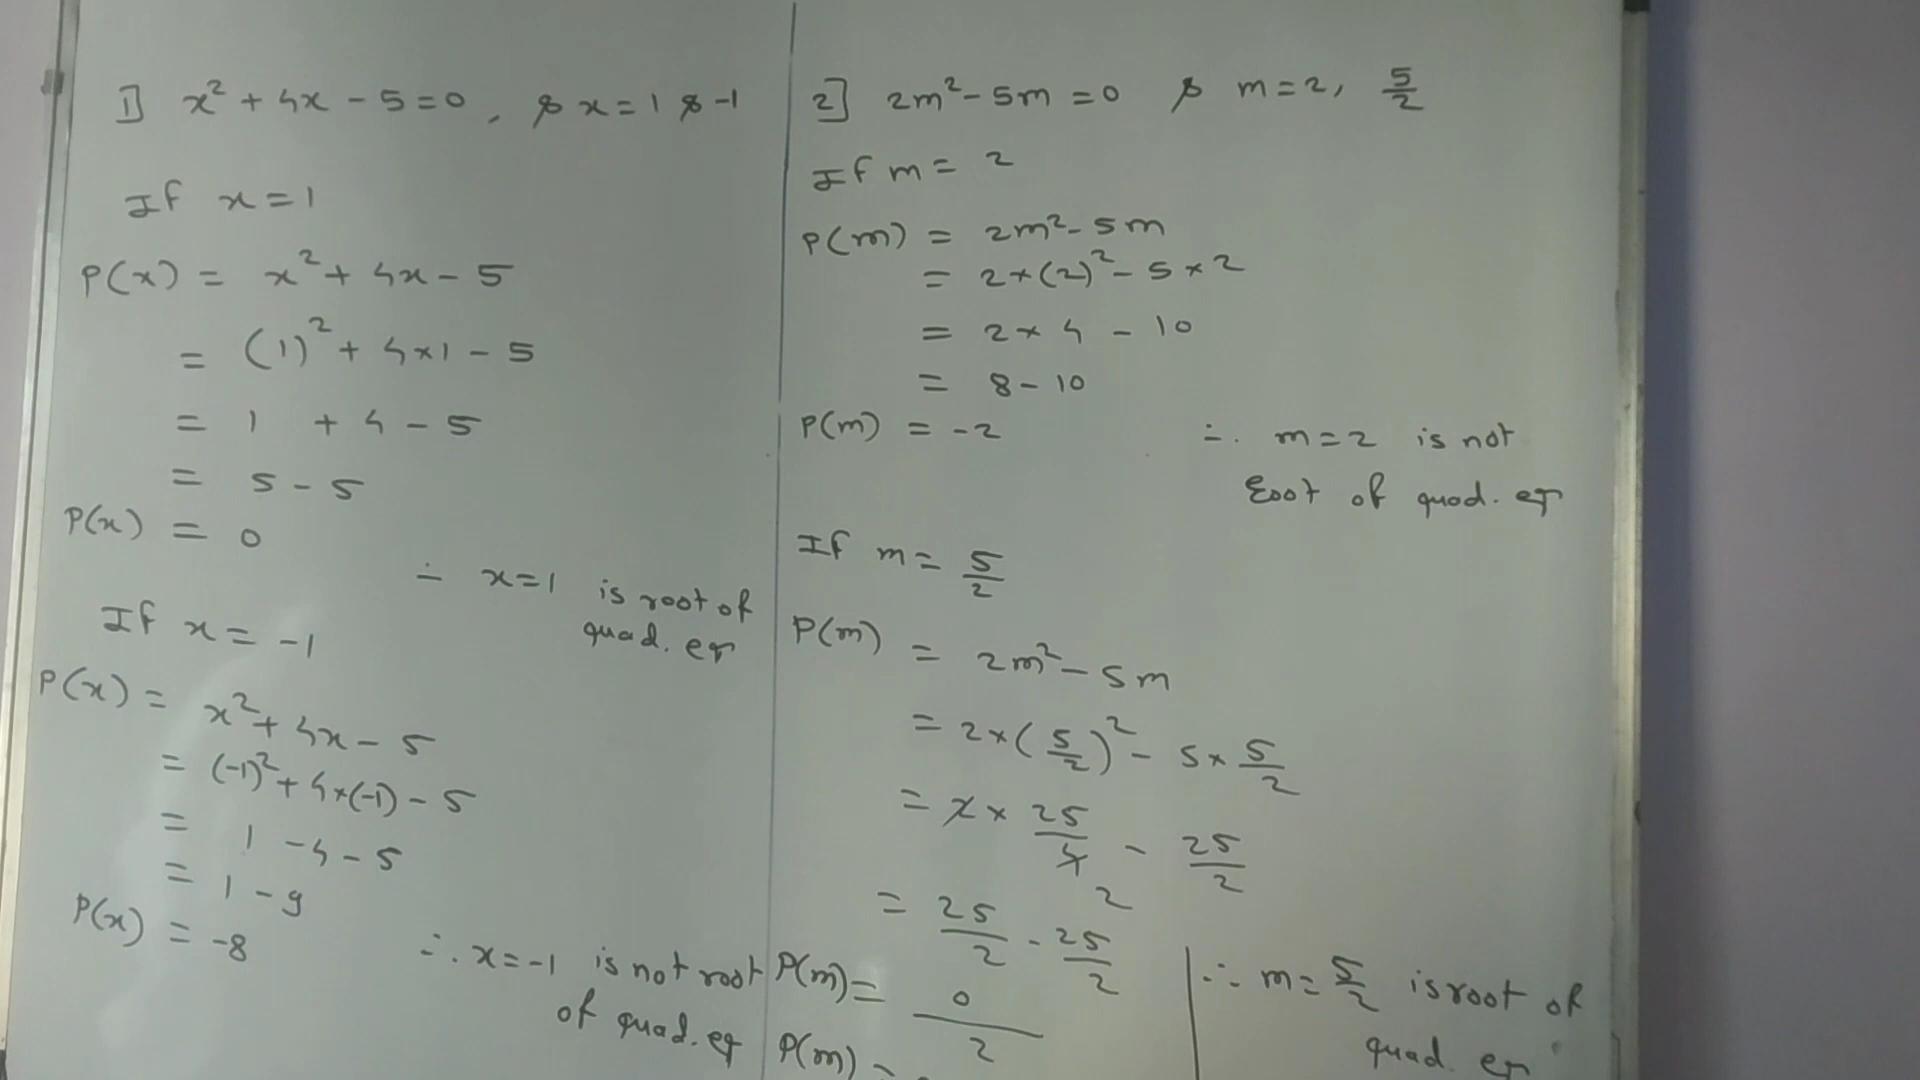 1] x² + 4x - 5 = 0, & x = 1 & -1
If x = 1
P(x) = x² + 4x - 5
= (1)² + 4×1 - 5
= 1 + 4 - 5
= 5 - 5
P(x) = 0
∴ x = 1 is root of
quad. eq
If x = -1
P(x) = x² + 4x - 5
= (-1)² + 4×(-1) - 5
= 1 - 4 - 5
= 1 - 9
P(x) = -8
∴ x = -1 is not root
of quad. eq
2] 2m² - 5m = 0 & m = 2, 5/2
If m = 2
P(m) = 2m² - 5m
= 2×(2)² - 5×2
= 2×4 - 10
= 8 - 10
P(m) = -2
∴ m = 2 is not
root of quad. eq
If m = 5/2
P(m) = 2m² - 5m
= 2×(5/2)² - 5×5/2
= 2 × 25/4 - 25/2
2
= 25/2 - 25/2
P(m) = 0/2
P(m) =
∴ m = 5/2 is root of
quad. eq